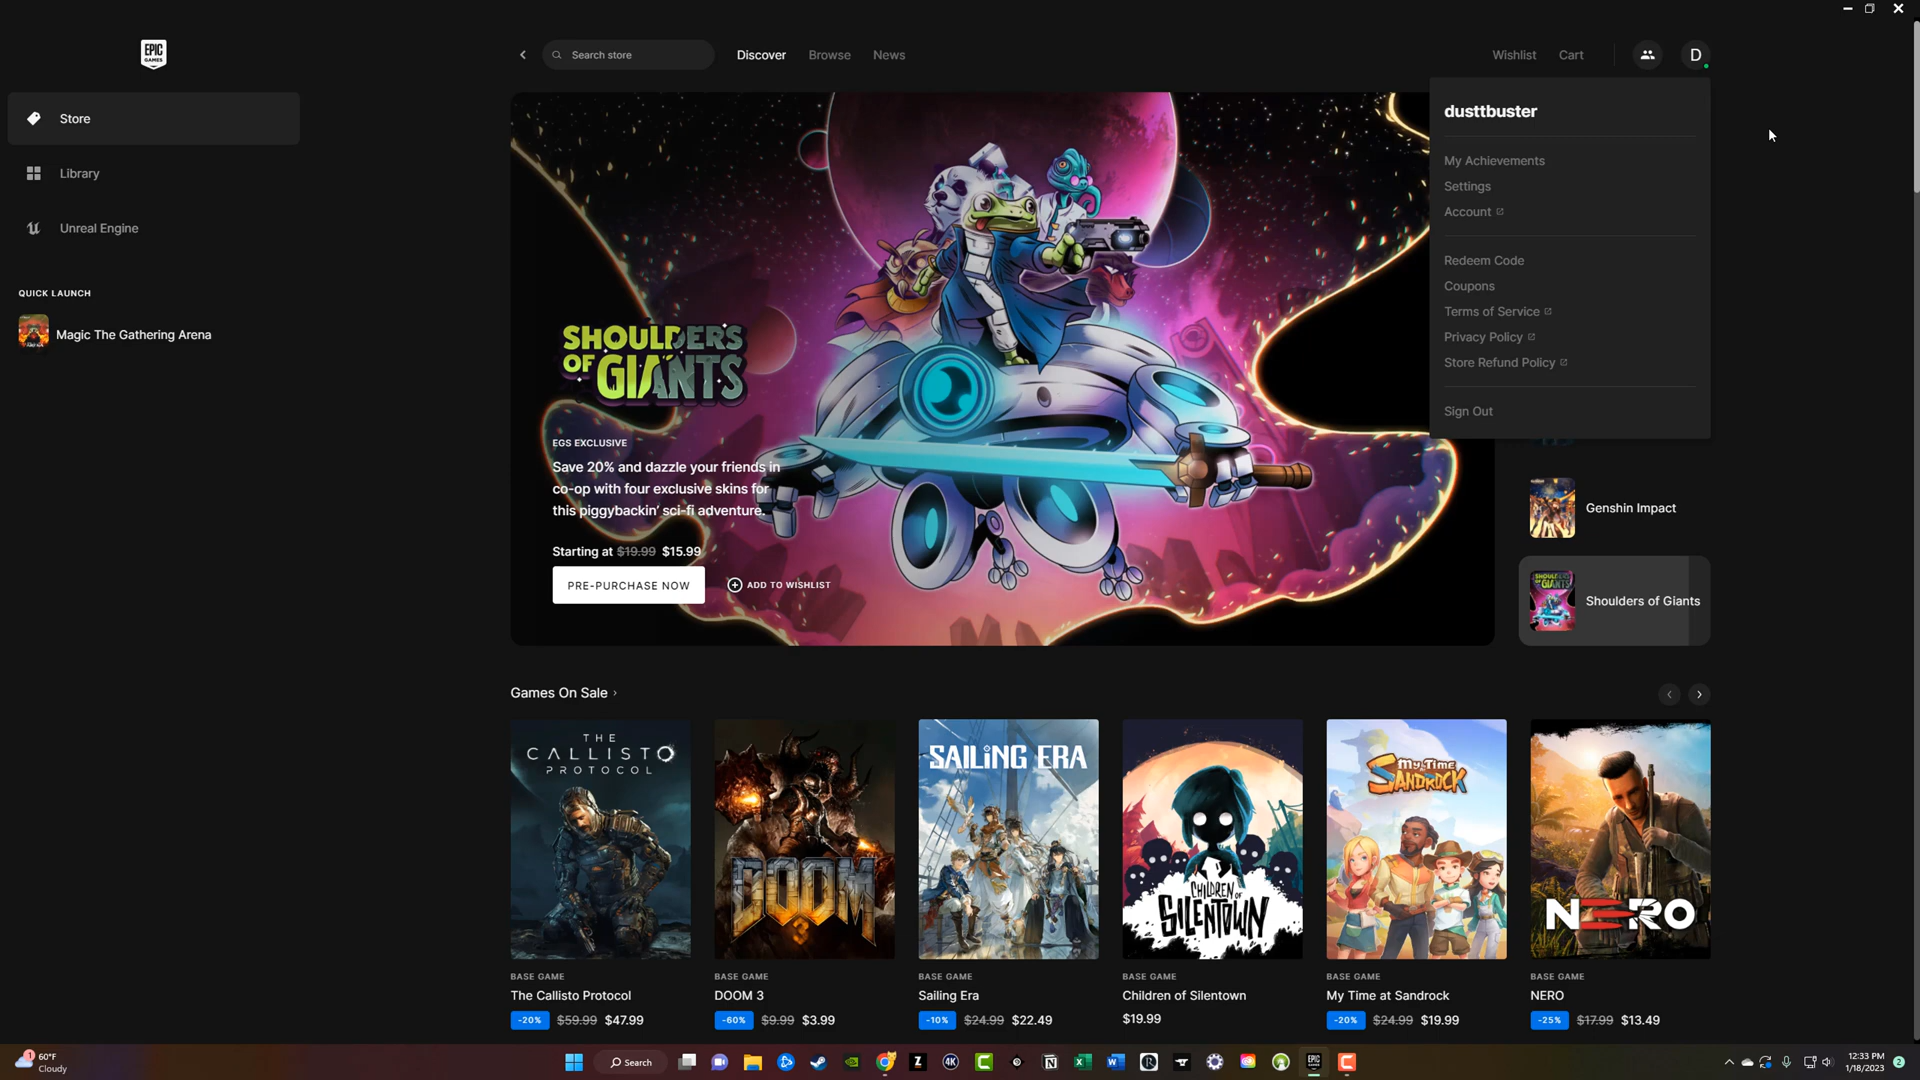 EPIC
GAMES
Search store
Discover
Browse
News
Wishlist
Cart
D
Store
Library
Unreal Engine
QUICK LAUNCH
Magic The Gathering Arena
dusttbuster
My Achievements
Settings
Account
Redeem Code
Coupons
Terms of Service
Privacy Policy
Store Refund Policy
Sign Out
SHOULDERS
OF GIANTS
EGS EXCLUSIVE
Save 20% and dazzle your friends in
co-op with four exclusive skins for
this piggybackin' sci-fi adventure.
Starting at $19.99 $15.99
PRE-PURCHASE NOW
ADD TO WISHLIST
Genshin Impact
SHOULDERS
OF GIANTS
Shoulders of Giants
Games On Sale
THE
CALLISTO
PROTOCOL
DOOM
3
SAILING ERA
CHILDREN OF
SILENTOWN
My Time
SANDROCK
NERO
BASE GAME
The Callisto Protocol
-20% $59.99 $47.99
BASE GAME
DOOM 3
-60% $9.99 $3.99
BASE GAME
Sailing Era
-10% $24.99 $22.49
BASE GAME
Children of Silentown
$19.99
BASE GAME
My Time at Sandrock
-20% $24.99 $19.99
BASE GAME
NERO
-25% $17.99 $13.49
1
60°F
Cloudy
Search
Z
4K
EPIC
GAMES
12:33 PM
1/18/2023
2